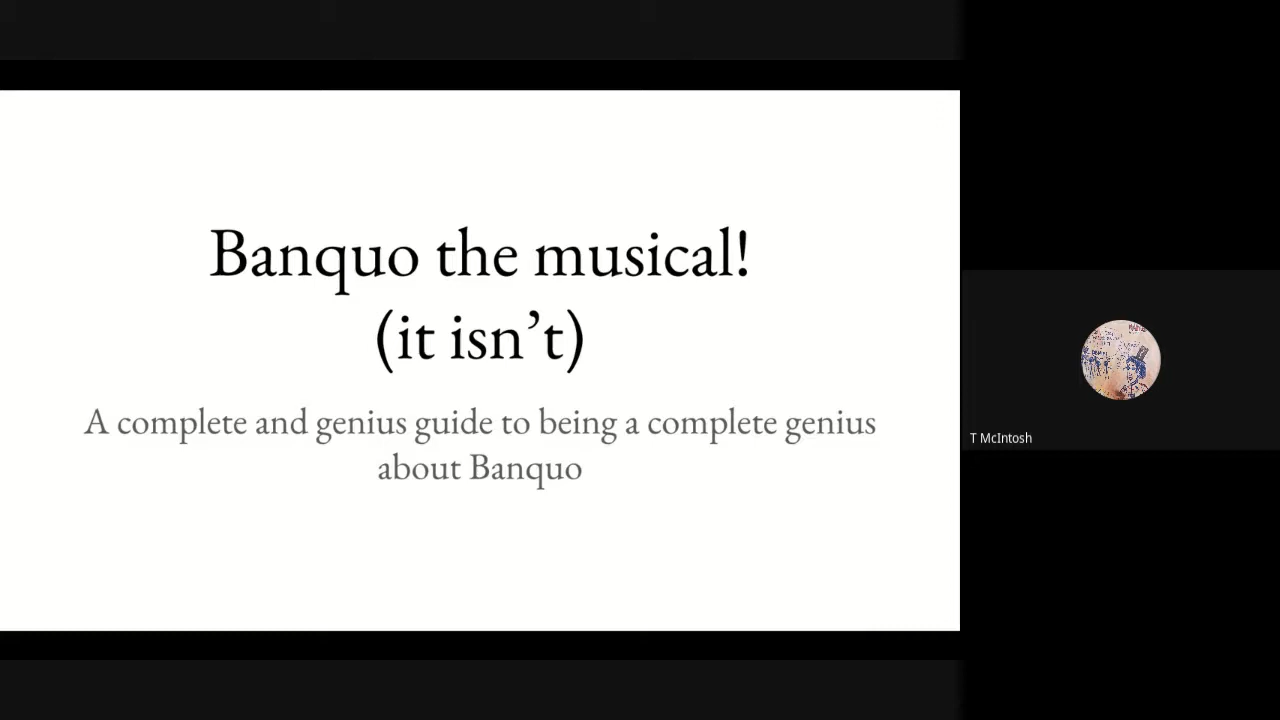 Banquo the musical!
(it isn’t)
A complete and genius guide to being a complete genius
about Banquo
T McIntosh